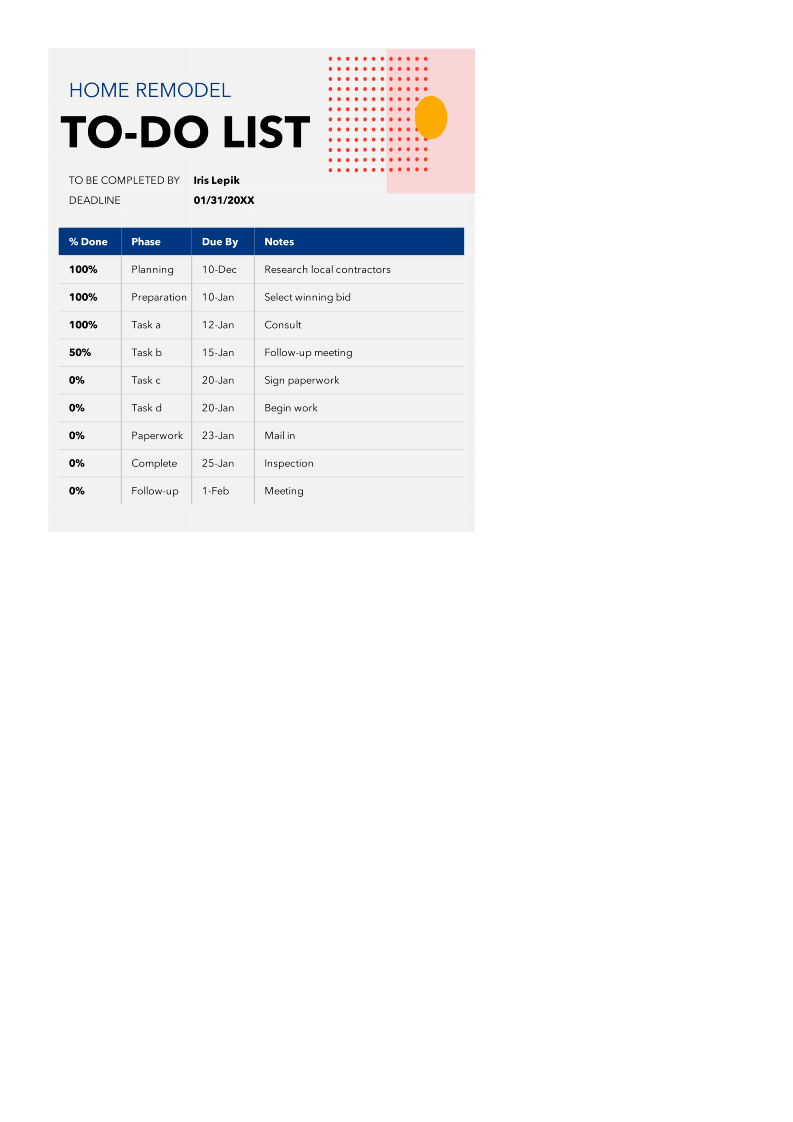 HOME REMODEL
TO-DO LIST
TO BE COMPLETED BY Iris Lepik
DEADLINE 01/31/20XX
% Done Phase Due By Notes
100% Planning 10-Dec Research local contractors
100% Preparation 10-Jan Select winning bid
100% Task a 12-Jan Consult
50% Task b 15-Jan Follow-up meeting
0% Task c 20-Jan Sign paperwork
0% Task d 20-Jan Begin work
0% Paperwork 23-Jan Mail in
0% Complete 25-Jan Inspection
0% Follow-up 1-Feb Meeting